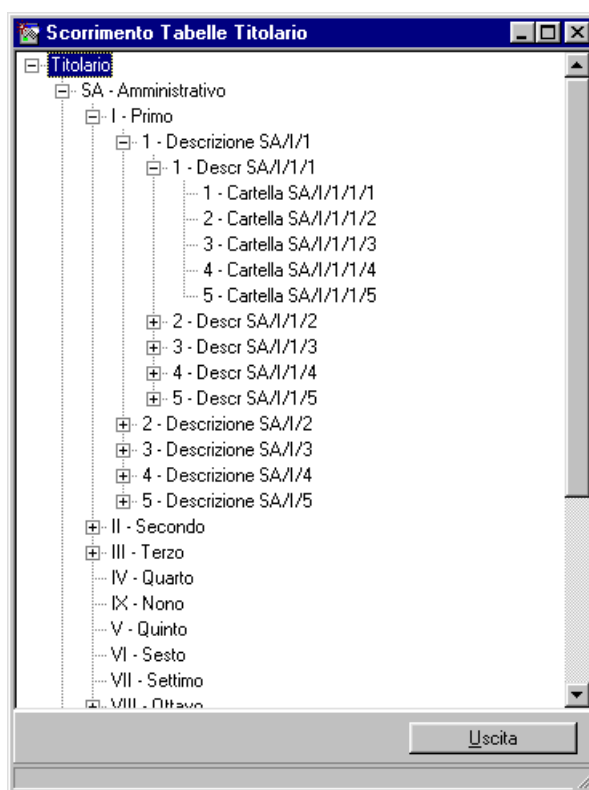 Scorrimento Tabelle Titolario
Titolario
SA - Amministrativo
I - Primo
1 - Descrizione SA/I/1
1 - Descr SA/I/1/1
1 - Cartella SA/I/1/1/1
2 - Cartella SA/I/1/1/2
3 - Cartella SA/I/1/1/3
4 - Cartella SA/I/1/1/4
5 - Cartella SA/I/1/1/5
2 - Descr SA/I/1/2
3 - Descr SA/I/1/3
4 - Descr SA/I/1/4
5 - Descr SA/I/1/5
2 - Descrizione SA/I/2
3 - Descrizione SA/I/3
4 - Descrizione SA/I/4
5 - Descrizione SA/I/5
II - Secondo
III - Terzo
IV - Quarto
IX - Nono
V - Quinto
VI - Sesto
VII - Settimo
VIII - Ottavo
Uscita